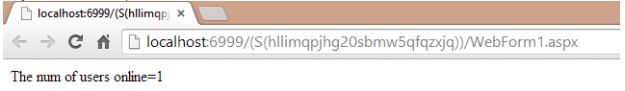 localhost:6999/(S(hllimqpj
localhost:6999/(S(hllimqpjhg20sbmw5qfqzxjq))/WebForm1.aspx
The num of users online=1